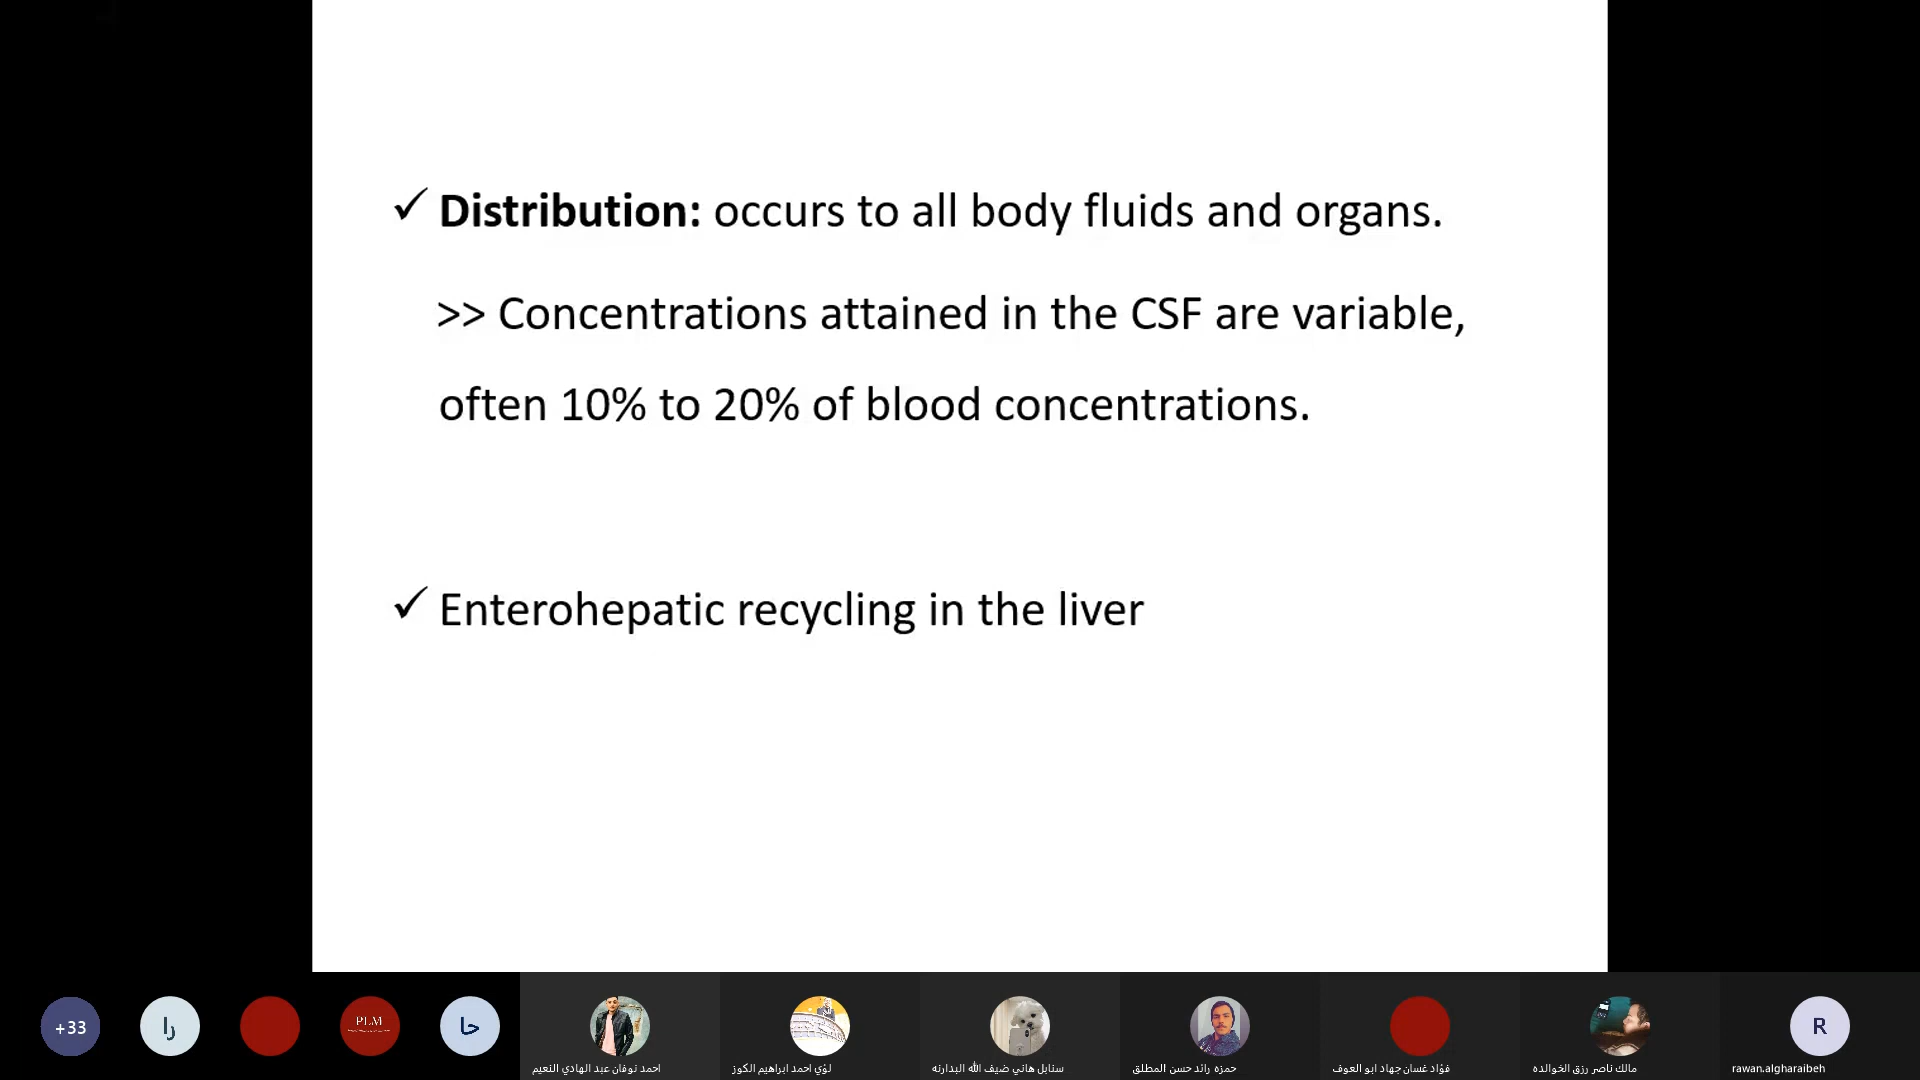 ✓ Distribution: occurs to all body fluids and organs.
>> Concentrations attained in the CSF are variable,
often 10% to 20% of blood concentrations.
✓ Enterohepatic recycling in the liver
+33
را
PLM
حا
R
احمد نوفان عبد الهادي النعيم
لؤي احمد ابراهيم الكوز
سنابل هاني ضيف الله البدارنه
حمزه رائد حسن المطلق
فؤاد غسان جهاد ابو العوف
مالك ناصر رزق الخوالده
rawan.algharaibeh